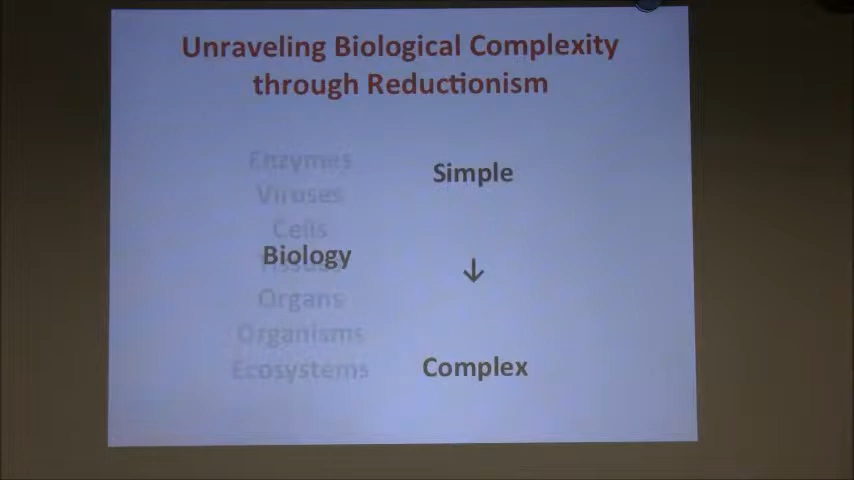 Unraveling Biological Complexity
through Reductionism
Enzymes
Simple
Viruses
Cells
Biology
↓
Organs
Organisms
Ecosystems
Complex